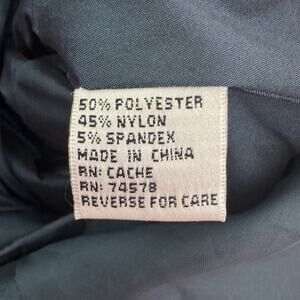 50% POLYESTER
45% NYLON
5% SPANDEX
MADE IN CHINA
RN: CACHE
RN: 74578
REVERSE FOR CARE